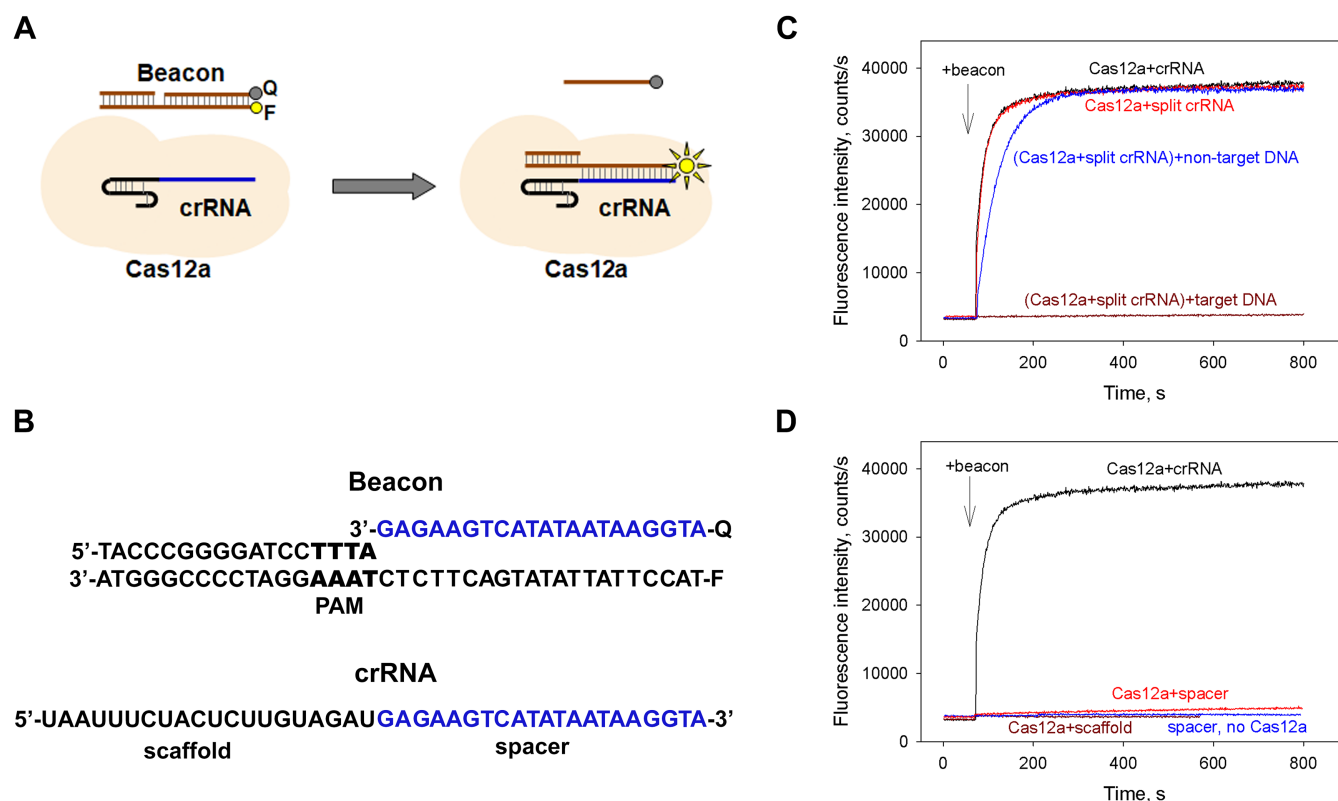 A
Beacon
Q
F
crRNA
Cas12a
crRNA
Cas12a
B
Beacon
3’-GAGAAGTCATATAATAAGGTA-Q
5’-TACCCGGGGATCCTTTA
3’-ATGGGCCCCTAGGAAATCTCTTCAGTATATTATTCCAT-F
PAM
crRNA
5’-UAAUUUCUACUCUUGUAGAUGAGAAGTCATATAATAAGGTA-3’
scaffold spacer
C
Fluorescence intensity, counts/s
40000
30000
20000
10000
0
+beacon
Cas12a+crRNA
Cas12a+split crRNA
(Cas12a+split crRNA)+non-target DNA
(Cas12a+split crRNA)+target DNA
0 200 400 600 800
Time, s
D
Fluorescence intensity, counts/s
40000
30000
20000
10000
0
+beacon
Cas12a+crRNA
Cas12a+spacer
Cas12a+scaffold
spacer, no Cas12a
0 200 400 600 800
Time, s